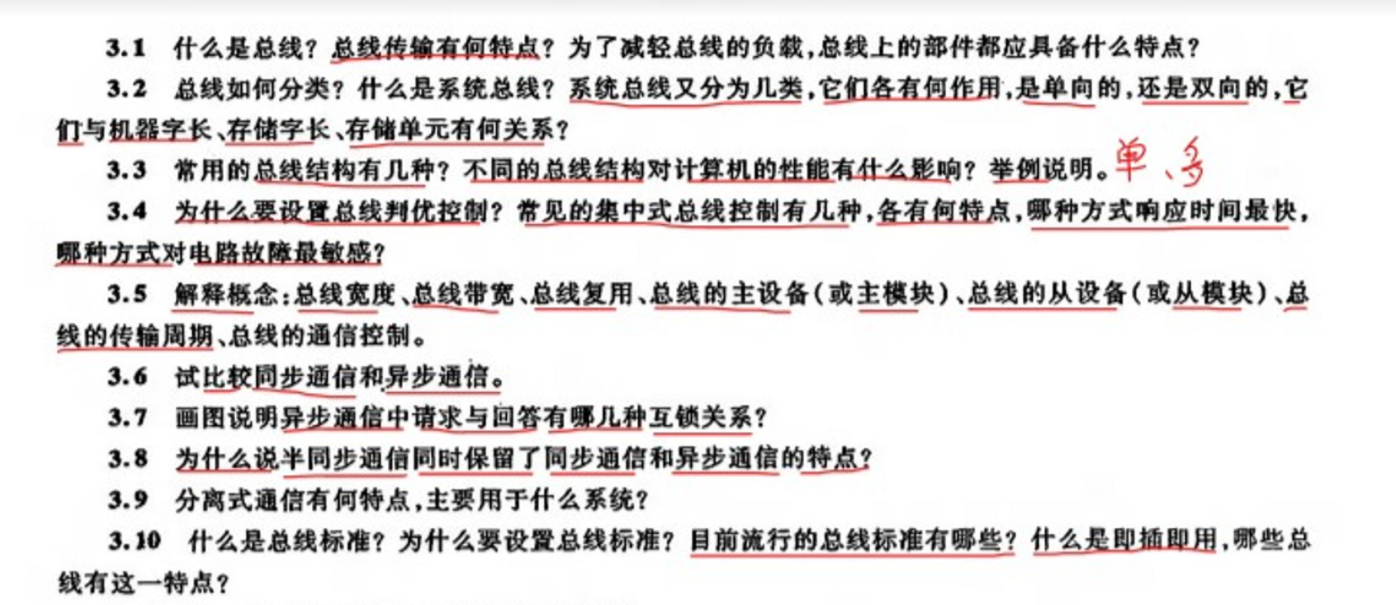 3.1 什么是总线？总线传输有何特点？为了减轻总线的负载，总线上的部件都应具备什么特点？
3.2 总线如何分类？什么是系统总线？系统总线又分为几类，它们各有何作用，是单向的，还是双向的，它
们与机器字长、存储字长、存储单元有何关系？
3.3 常用的总线结构有几种？不同的总线结构对计算机的性能有什么影响？举例说明。单、多
3.4 为什么要设置总线判优控制？常见的集中式总线控制有几种，各有何特点，哪种方式响应时间最快，
哪种方式对电路故障最敏感？
3.5 解释概念：总线宽度、总线带宽、总线复用、总线的主设备（或主模块）、总线的从设备（或从模块）、总
线的传输周期、总线的通信控制。
3.6 试比较同步通信和异步通信。
3.7 画图说明异步通信中请求与回答有哪几种互锁关系？
3.8 为什么说半同步通信同时保留了同步通信和异步通信的特点？
3.9 分离式通信有何特点，主要用于什么系统？
3.10 什么是总线标准？为什么要设置总线标准？目前流行的总线标准有哪些？什么是即插即用，哪些总
线有这一特点？